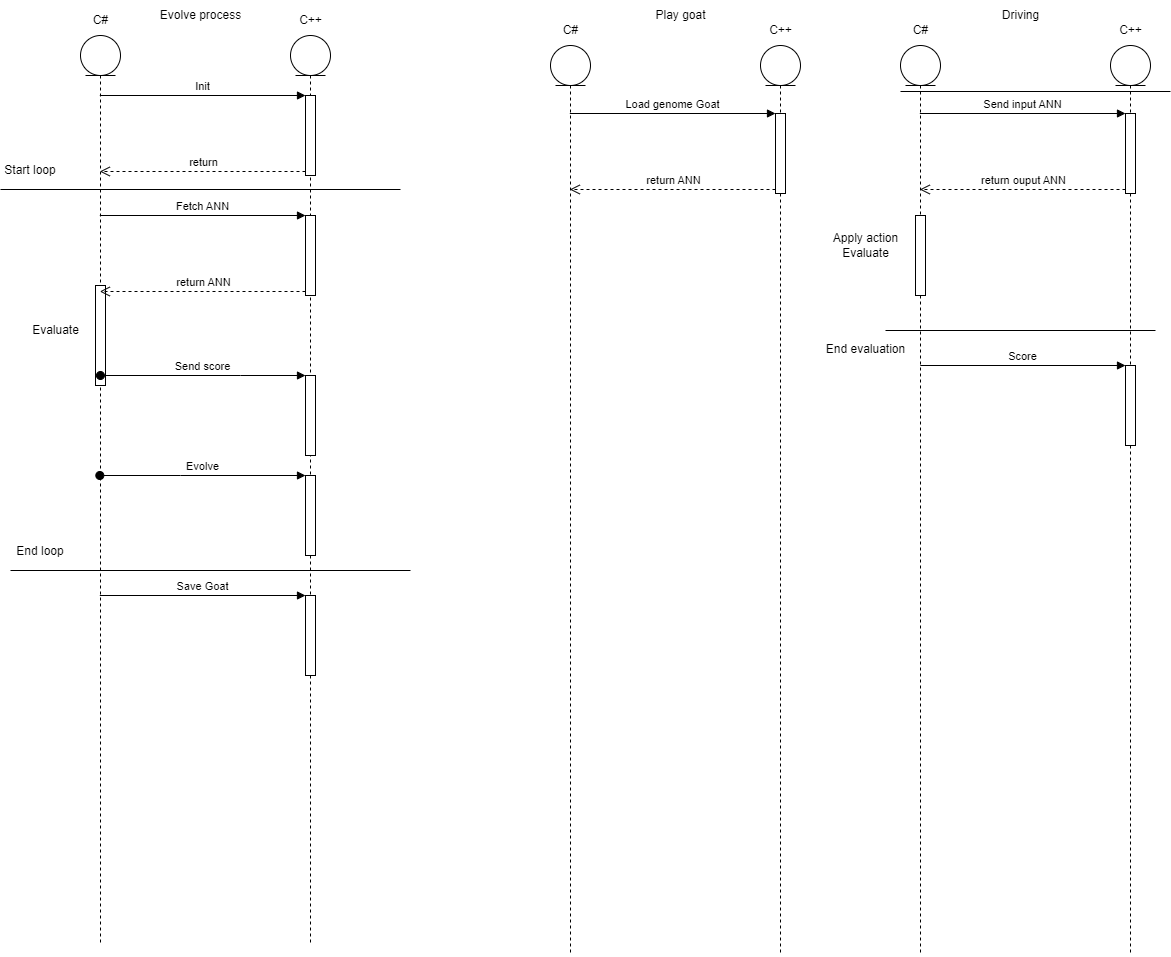 Evolve process
C#
C++
Init
return
Start loop
Fetch ANN
return ANN
Evaluate
Send score
Evolve
End loop
Save Goat
Play goat
C#
C++
Load genome Goat
return ANN
Driving
C#
C++
Send input ANN
return ouput ANN
Apply action
Evaluate
End evaluation
Score